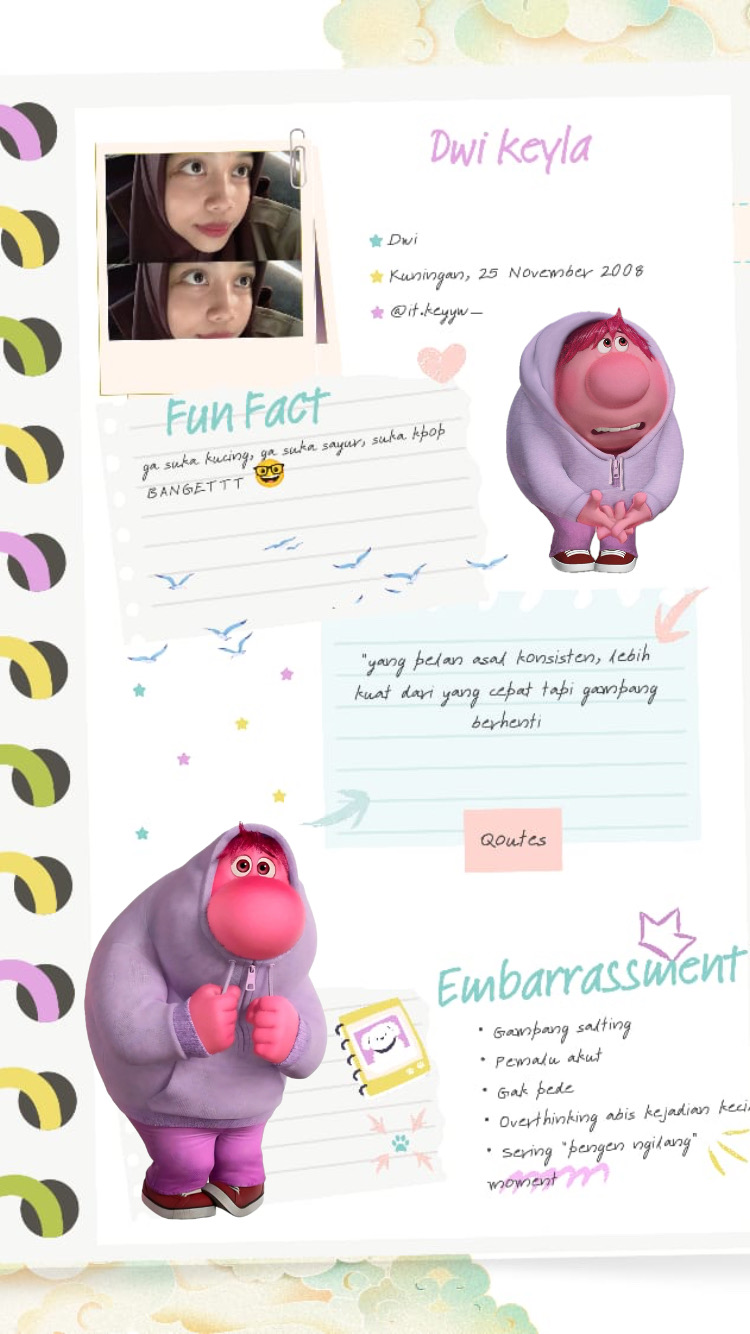 Dwi Keyla
Dwi
Kuningan, 25 November 2008
@it.keyyw_
Fun Fact
ga suka kucing, ga suka sayur, suka kpop
BANGETTT 🤓
"yang pelan asal konsisten, lebih
kuat dari yang cepat tapi gampang
berhenti
Qoutes
Embarrassment
• Gampang salting
• Pemalu akut
• Gak pede
• Overthinking abis kejadian keci
• Sering "pengen ngilang"
moment